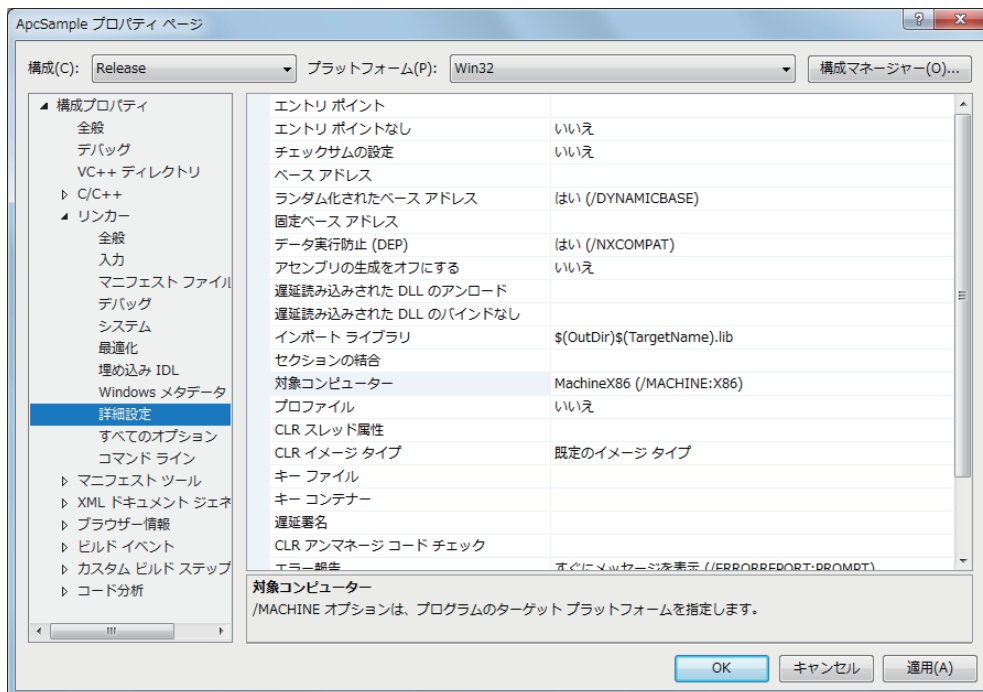 ApcSample プロパティ ページ
構成(C): Release プラットフォーム(P): Win32 構成マネージャー(O)...
構成プロパティ
全般
デバッグ
VC++ ディレクトリ
C/C++
リンカー
全般
入力
マニフェスト ファイル
デバッグ
システム
最適化
埋め込み IDL
Windows メタデータ
詳細設定
すべてのオプション
コマンド ライン
マニフェスト ツール
XML ドキュメント ジェネ
ブラウザー情報
ビルド イベント
カスタム ビルド ステップ
コード分析
エントリ ポイント
エントリ ポイントなし いいえ
チェックサムの設定 いいえ
ベース アドレス
ランダム化されたベース アドレス はい (/DYNAMICBASE)
固定ベース アドレス
データ実行防止 (DEP) はい (/NXCOMPAT)
アセンブリの生成をオフにする いいえ
遅延読み込みされた DLL のアンロード
遅延読み込みされた DLL のバインドなし
インポート ライブラリ $(OutDir)$(TargetName).lib
セクションの結合
対象コンピューター MachineX86 (/MACHINE:X86)
プロファイル いいえ
CLR スレッド属性
CLR イメージ タイプ 既定のイメージ タイプ
キー ファイル
キー コンテナー
遅延署名
CLR アンマネージ コード チェック
エラー報告 すぐにメッセージを表示 (/ERRORREPORT:PROMPT)
対象コンピューター
/MACHINE オプションは、プログラムのターゲット プラットフォームを指定します。
OK キャンセル 適用(A)